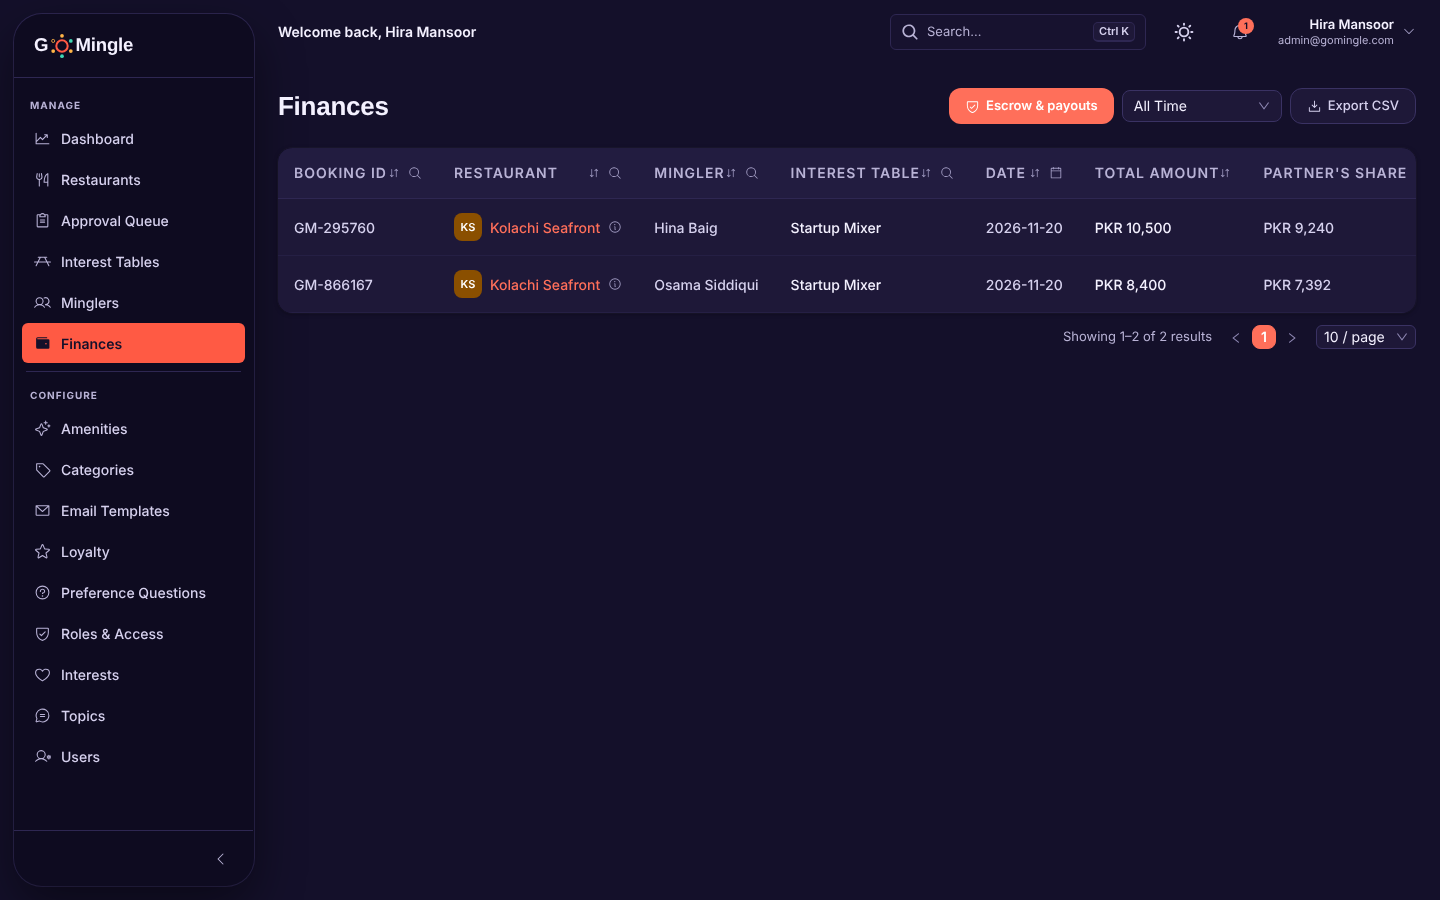 GoMingle
Welcome back, Hira Mansoor
Search...
Ctrl K
1
Hira Mansoor
admin@gomingle.com
MANAGE
Dashboard
Restaurants
Approval Queue
Interest Tables
Minglers
Finances
CONFIGURE
Amenities
Categories
Email Templates
Loyalty
Preference Questions
Roles & Access
Interests
Topics
Users
Finances
Escrow & payouts
All Time
Export CSV
BOOKING ID RESTAURANT MINGLER INTEREST TABLE DATE TOTAL AMOUNT PARTNER'S SHARE
GM-295760 KS Kolachi Seafront Hina Baig Startup Mixer 2026-11-20 PKR 10,500 PKR 9,240
GM-866167 KS Kolachi Seafront Osama Siddiqui Startup Mixer 2026-11-20 PKR 8,400 PKR 7,392
Showing 1–2 of 2 results
1
10 / page